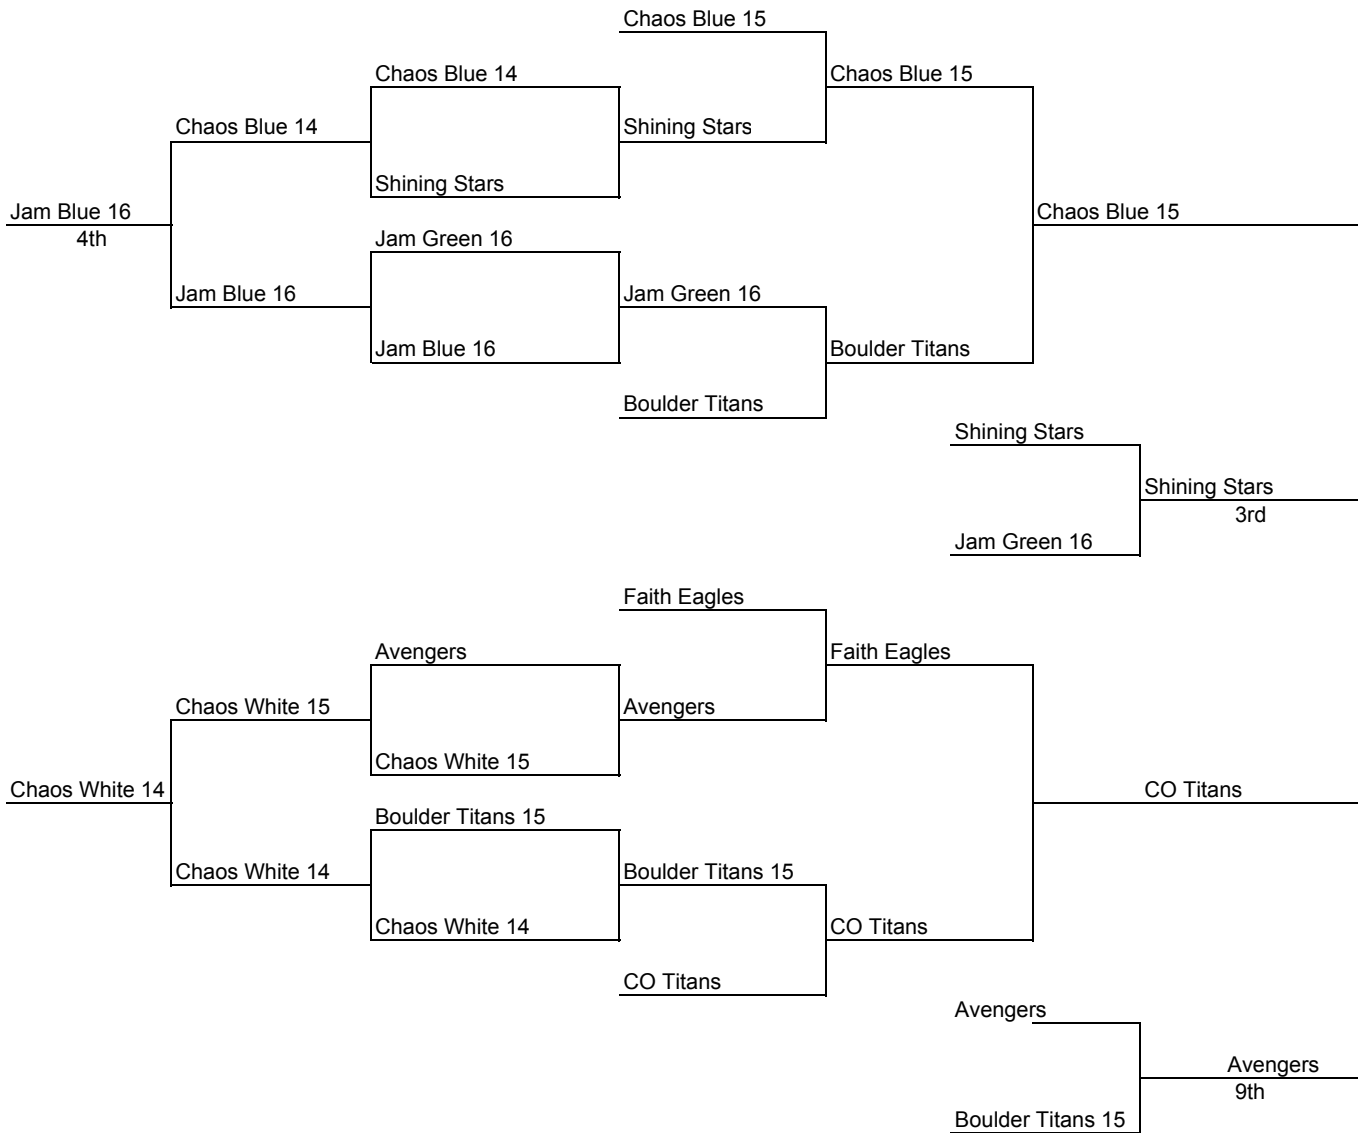 Chaos Blue 15
Chaos Blue 14
Chaos Blue 15
Chaos Blue 14
Shining Stars
Shining Stars
Jam Blue 16
Chaos Blue 15
4th
Jam Green 16
Jam Blue 16
Jam Green 16
Jam Blue 16
Boulder Titans
Boulder Titans
Shining Stars
Shining Stars
3rd
Jam Green 16
Faith Eagles
Avengers
Faith Eagles
Chaos White 15
Avengers
Chaos White 15
Chaos White 14
CO Titans
Boulder Titans 15
Chaos White 14
Boulder Titans 15
Chaos White 14
CO Titans
CO Titans
Avengers
Avengers
9th
Boulder Titans 15